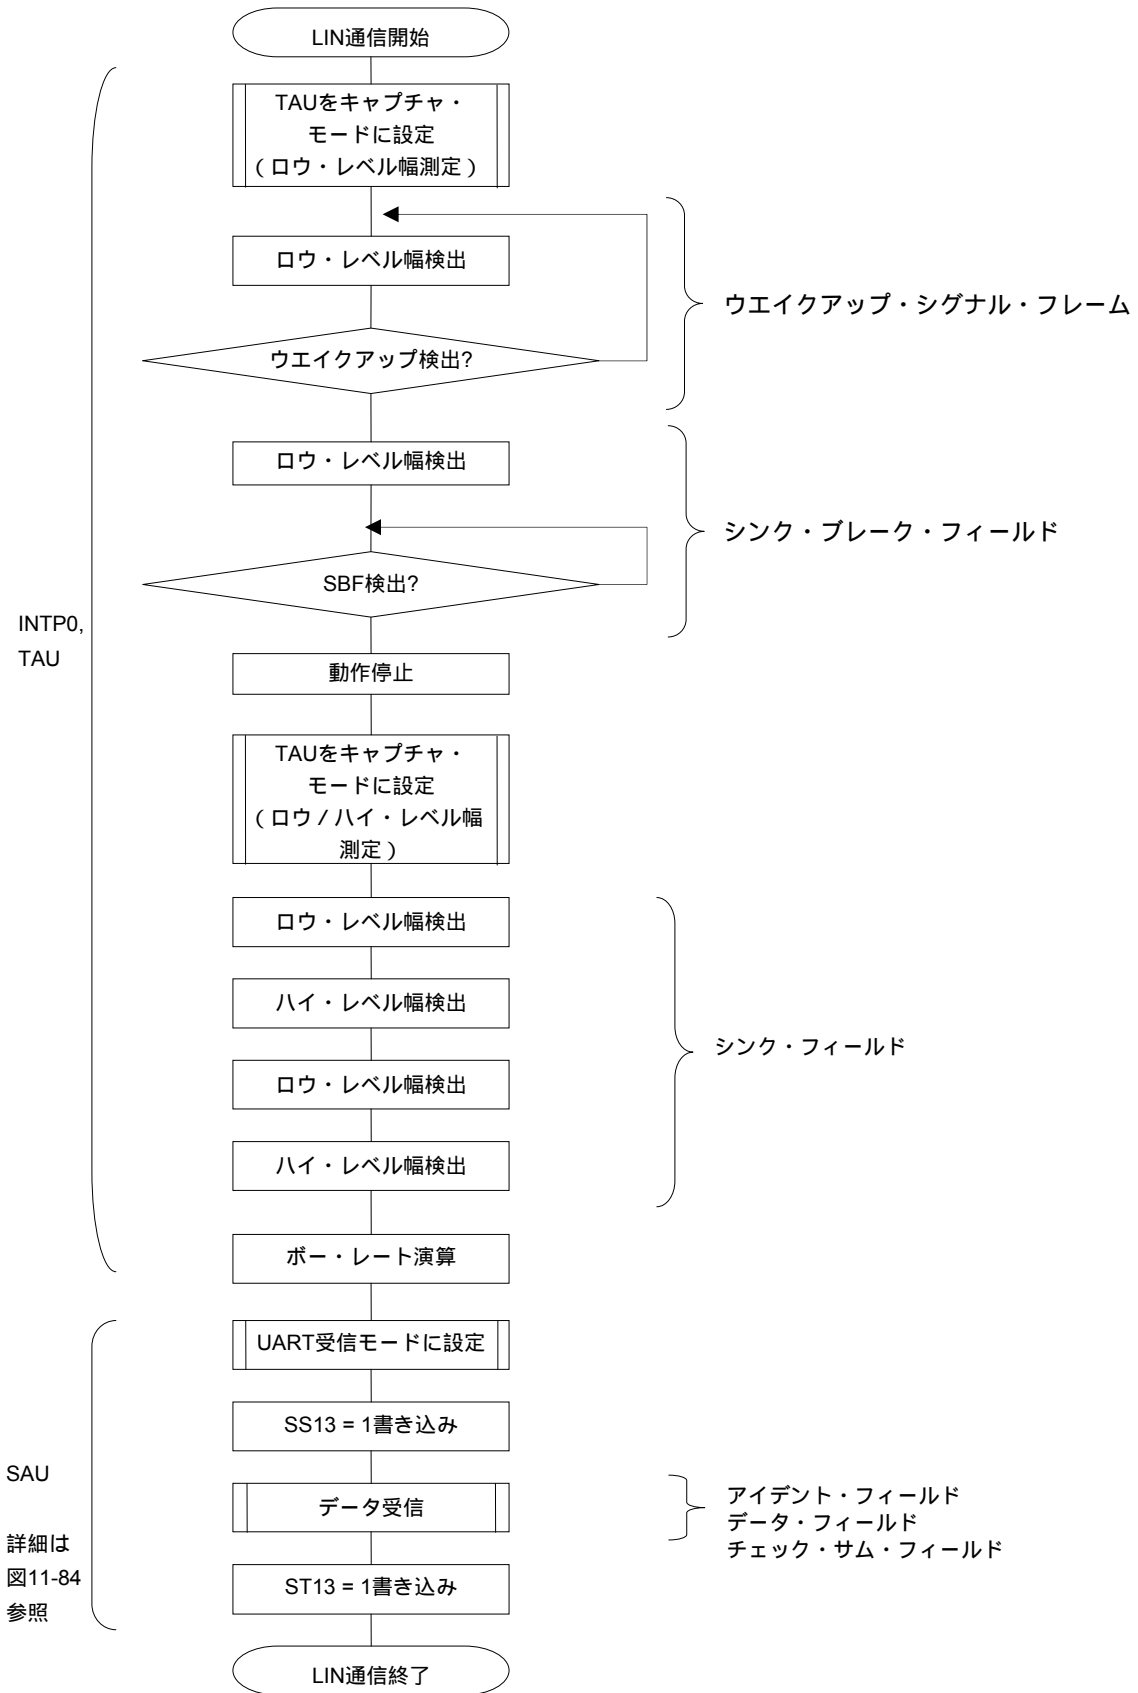 LIN通信開始
TAUをキャプチャ・
モードに設定
(ロウ・レベル幅測定)
ロウ・レベル幅検出
ウエイクアップ・シグナル・フレーム
ウエイクアップ検出?
ロウ・レベル幅検出
シンク・ブレーク・フィールド
SBF検出?
INTP0,
TAU
動作停止
TAUをキャプチャ・
モードに設定
(ロウ/ハイ・レベル幅
測定)
ロウ・レベル幅検出
ハイ・レベル幅検出
シンク・フィールド
ロウ・レベル幅検出
ハイ・レベル幅検出
ボー・レート演算
UART受信モードに設定
SS13 = 1書き込み
SAU
詳細は
図11-84
参照
データ受信
アイデント・フィールド
データ・フィールド
チェック・サム・フィールド
ST13 = 1書き込み
LIN通信終了